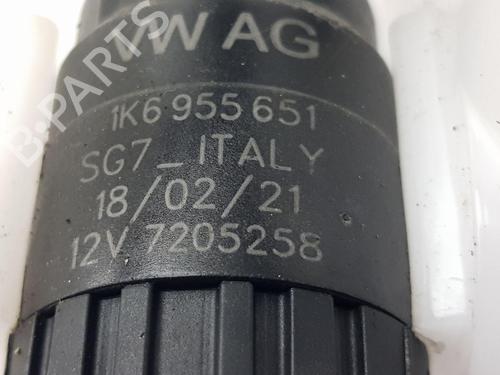 VW AG
1K6 955 651
SG7_ITALY
18/02/21
12V 7205258
B-PARTS